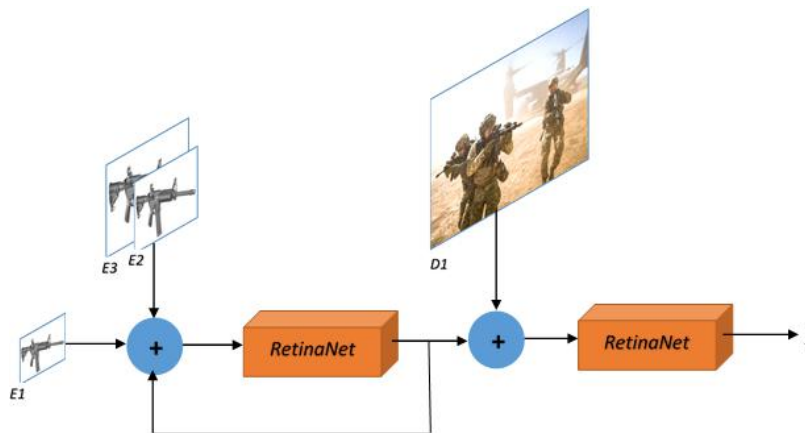 D1
E3
E2
+
RetinaNet
+
RetinaNet
E1